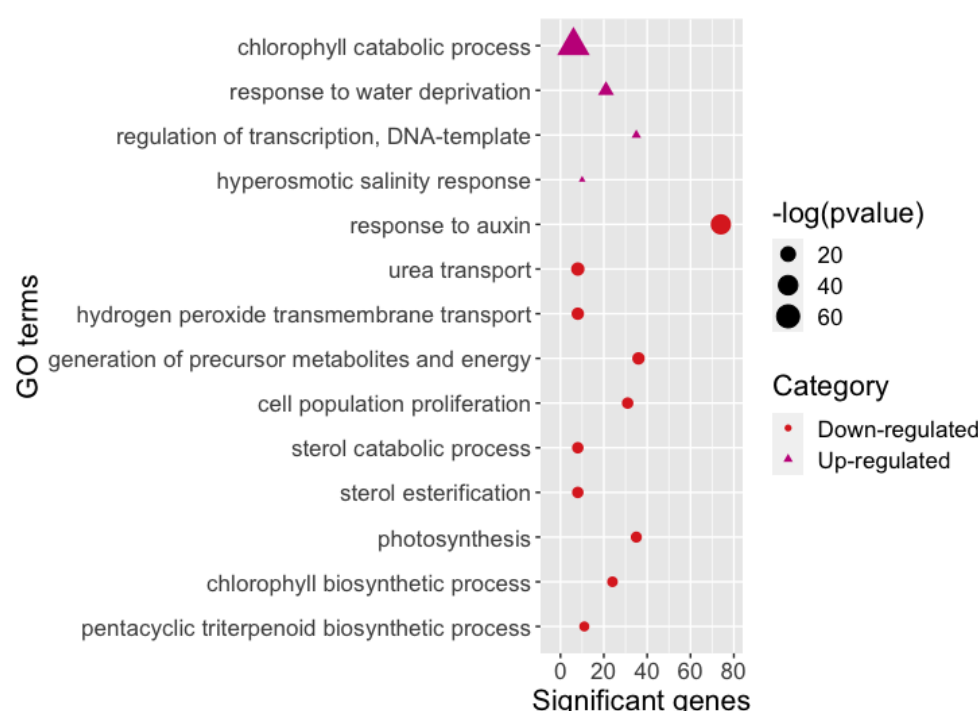 chlorophyll catabolic process
response to water deprivation
regulation of transcription, DNA-template
hyperosmotic salinity response
response to auxin
urea transport
hydrogen peroxide transmembrane transport
generation of precursor metabolites and energy
cell population proliferation
sterol catabolic process
sterol esterification
photosynthesis
chlorophyll biosynthetic process
pentacyclic triterpenoid biosynthetic process
GO terms
0 20 40 60 80
Significant genes
-log(pvalue)
20
40
60
Category
Down-regulated
Up-regulated